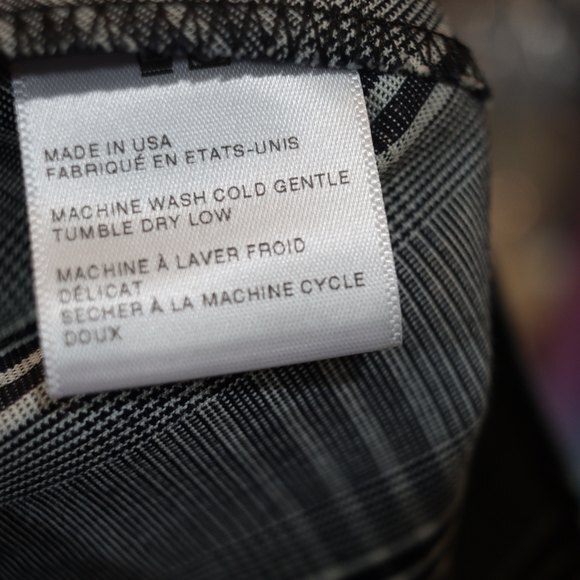 MADE IN USA
FABRIQUÉ EN ETATS-UNIS
MACHINE WASH COLD GENTLE
TUMBLE DRY LOW
MACHINE À LAVER FROID
DÉLICAT
SECHER À LA MACHINE CYCLE
DOUX